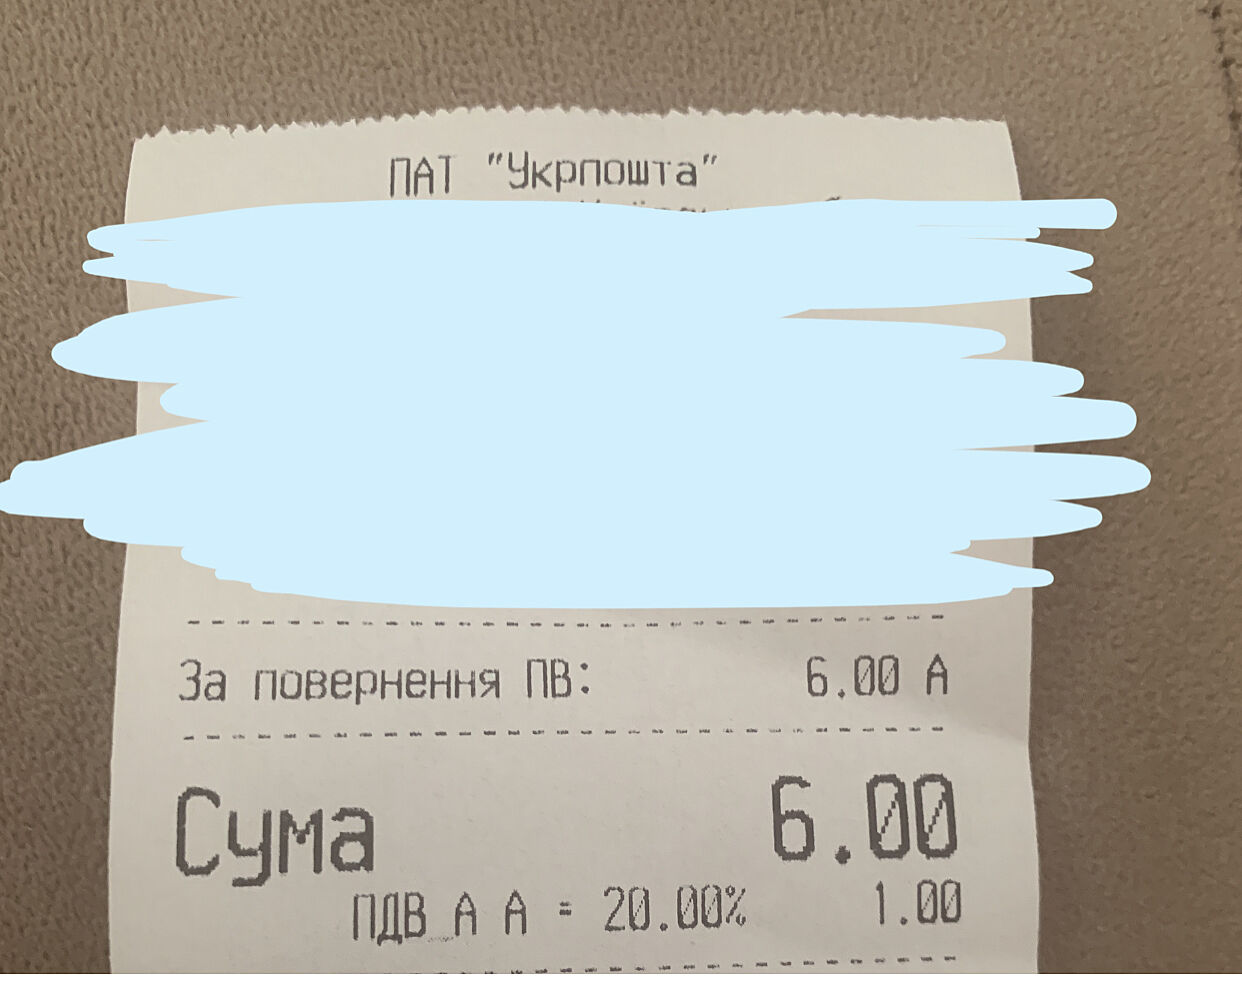 ПАТ "Укрпошта"
За повернення ПВ: 6.00 А
Сума 6.00
ПДВ А А = 20.00% 1.00